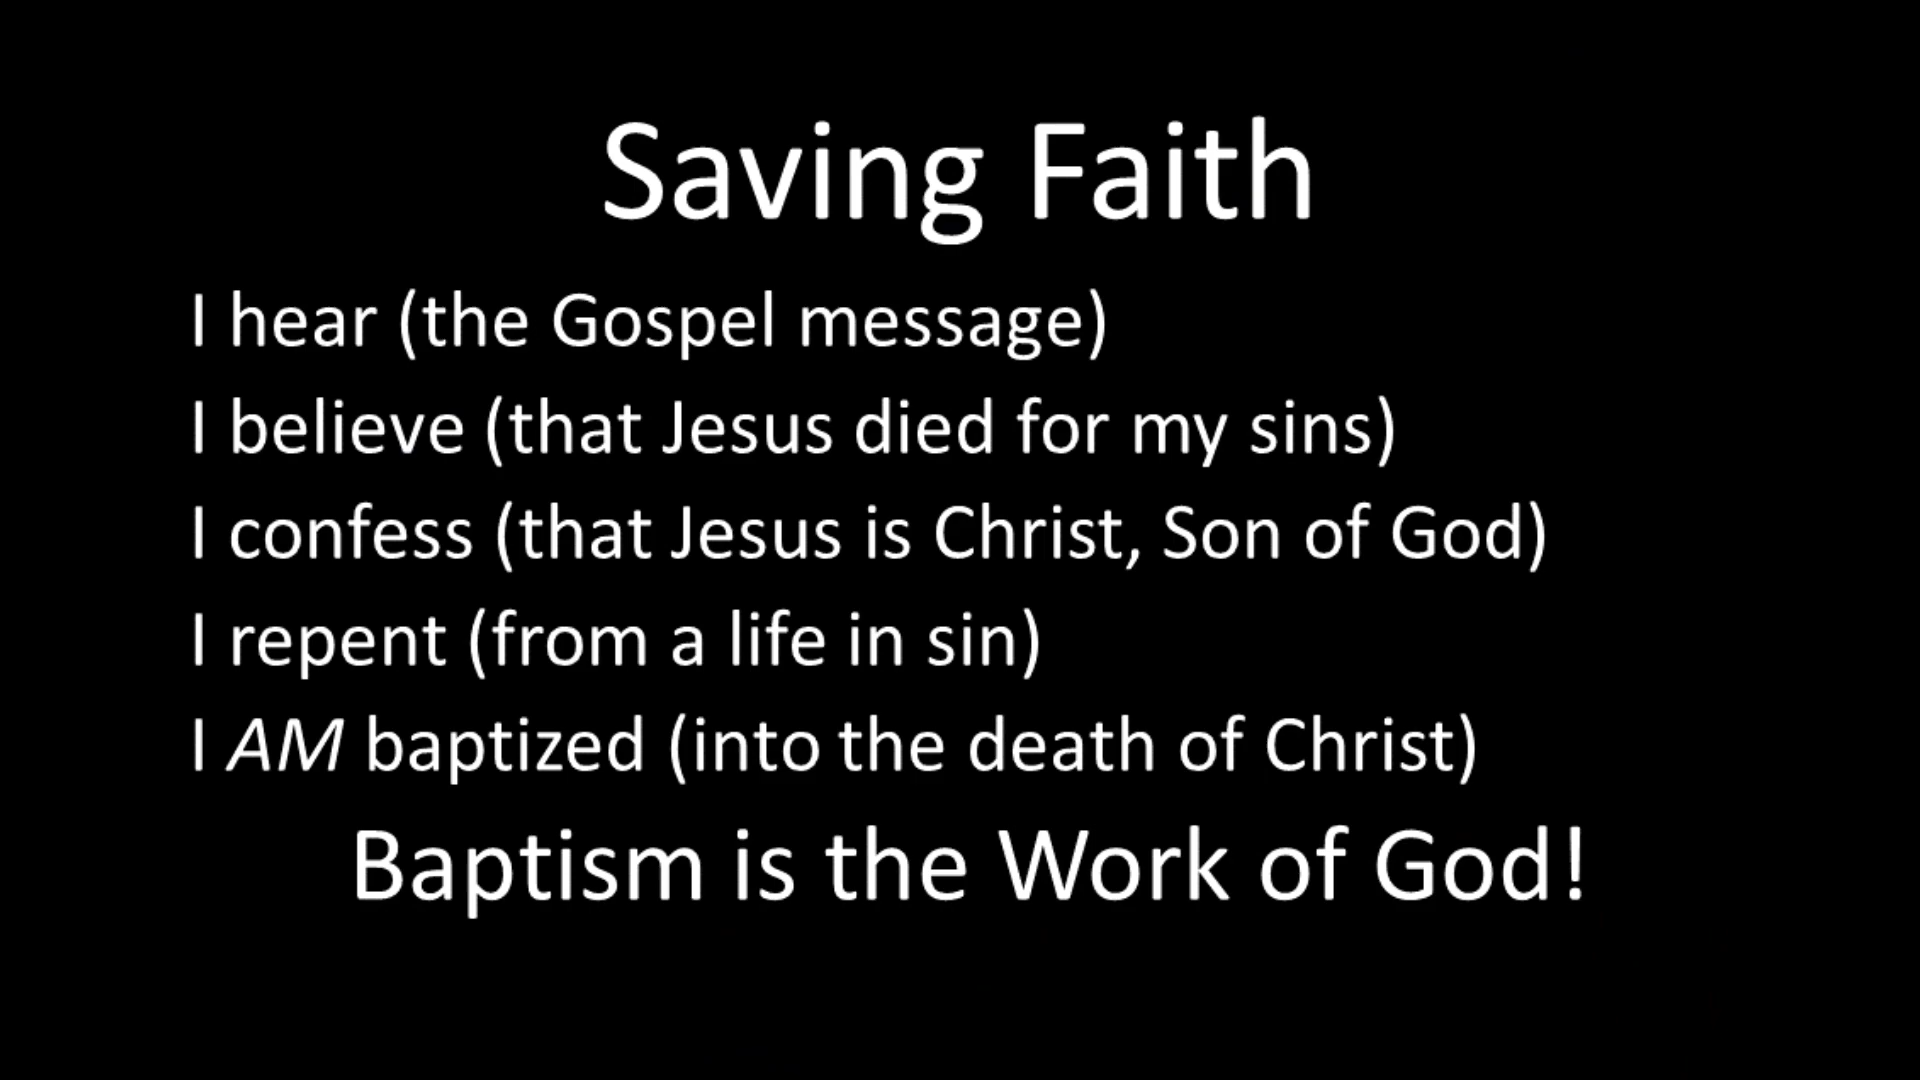 Saving Faith
I hear (the Gospel message)
I believe (that Jesus died for my sins)
I confess (that Jesus is Christ, Son of God)
I repent (from a life in sin)
I AM baptized (into the death of Christ)
Baptism is the Work of God!